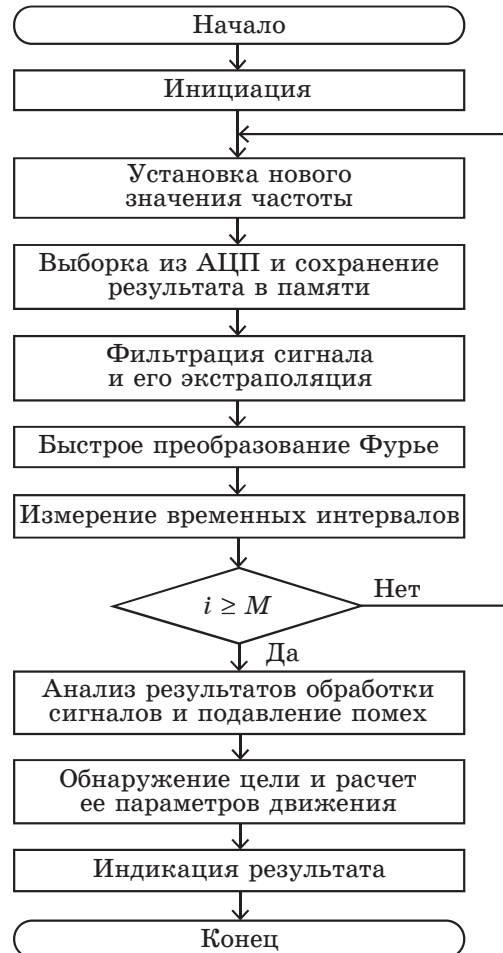 Начало
Инициация
Установка нового
значения частоты
Выборка из АЦП и сохранение
результата в памяти
Фильтрация сигнала
и его экстраполяция
Быстрое преобразование Фурье
Измерение временных интервалов
i ≥ M
Нет
Да
Анализ результатов обработки
сигналов и подавление помех
Обнаружение цели и расчет
ее параметров движения
Индикация результата
Конец